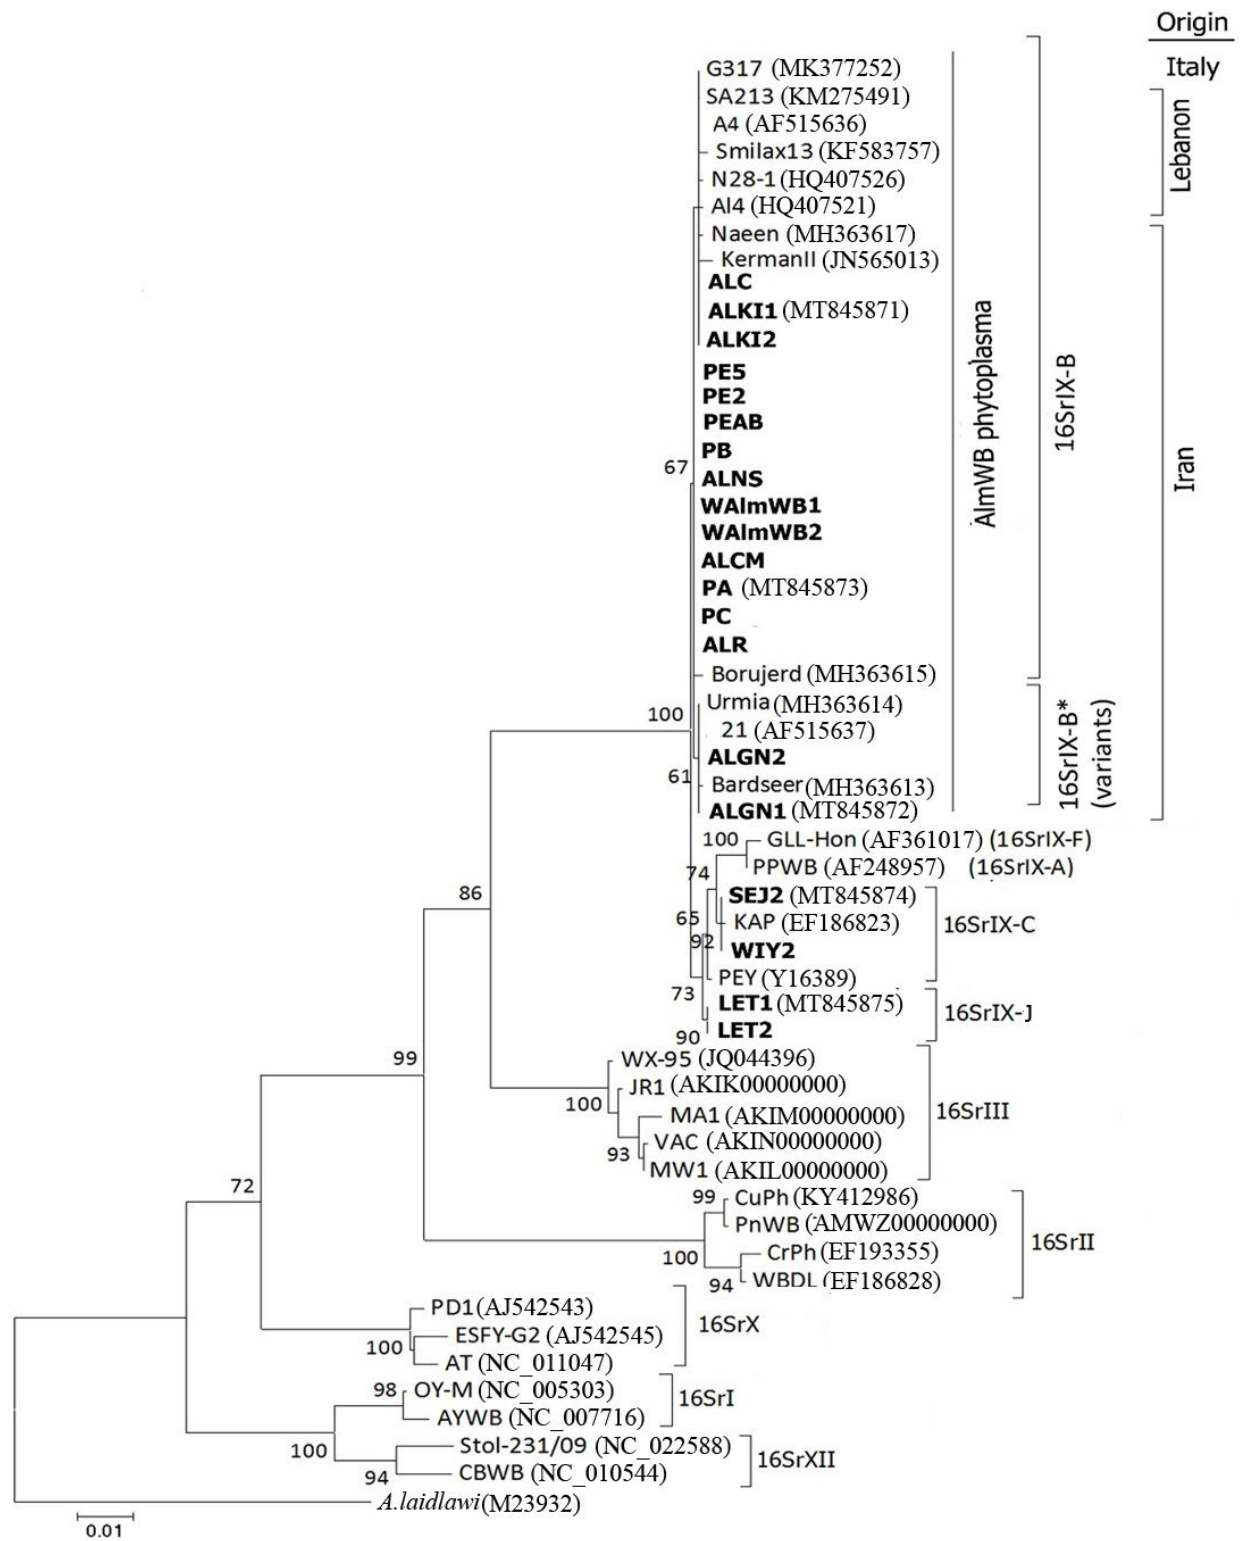 Origin
G317 (MK377252)
Italy
SA213 (KM275491)
A4 (AF515636)
Smilax13 (KF583757)
N28-1 (HQ407526)
Al4 (HQ407521)
Lebanon
Naeen (MH363617)
KermanII (JN565013)
ALC
ALKI1 (MT845871)
ALKI2
PE5
PE2
PEAB
PB
67
ALNS
WAlmWB1
WAlmWB2
ALCM
PA (MT845873)
PC
ALR
Borujerd (MH363615)
AlmWB phytoplasma
16SrIX-B
Iran
Urmia (MH363614)
100
21 (AF515637)
ALGN2
61
Bardseer (MH363613)
ALGN1 (MT845872)
16SrIX-B*
(variants)
100
GLL-Hon (AF361017) (16SrIX-F)
PPWB (AF248957) (16SrIX-A)
74
86
SEJ2 (MT845874)
65
KAP (EF186823)
16SrIX-C
92
WIY2
PEY (Y16389)
73
LET1 (MT845875)
16SrIX-J
90
LET2
99
WX-95 (JQ044396)
JR1 (AKIK00000000)
100
MA1 (AKIM00000000)
16SrIII
VAC (AKIN00000000)
93
MW1 (AKIL00000000)
72
99
CuPh (KY412986)
PnWB (AMWZ00000000)
16SrII
100
CrPh (EF193355)
94
WBDL (EF186828)
PD1 (AJ542543)
16SrX
ESFY-G2 (AJ542545)
100
AT (NC_011047)
98
OY-M (NC_005303)
16SrI
AYWB (NC_007716)
100
Stol-231/09 (NC_022588)
16SrXII
94
CBWB (NC_010544)
A.laidlawi (M23932)
0.01